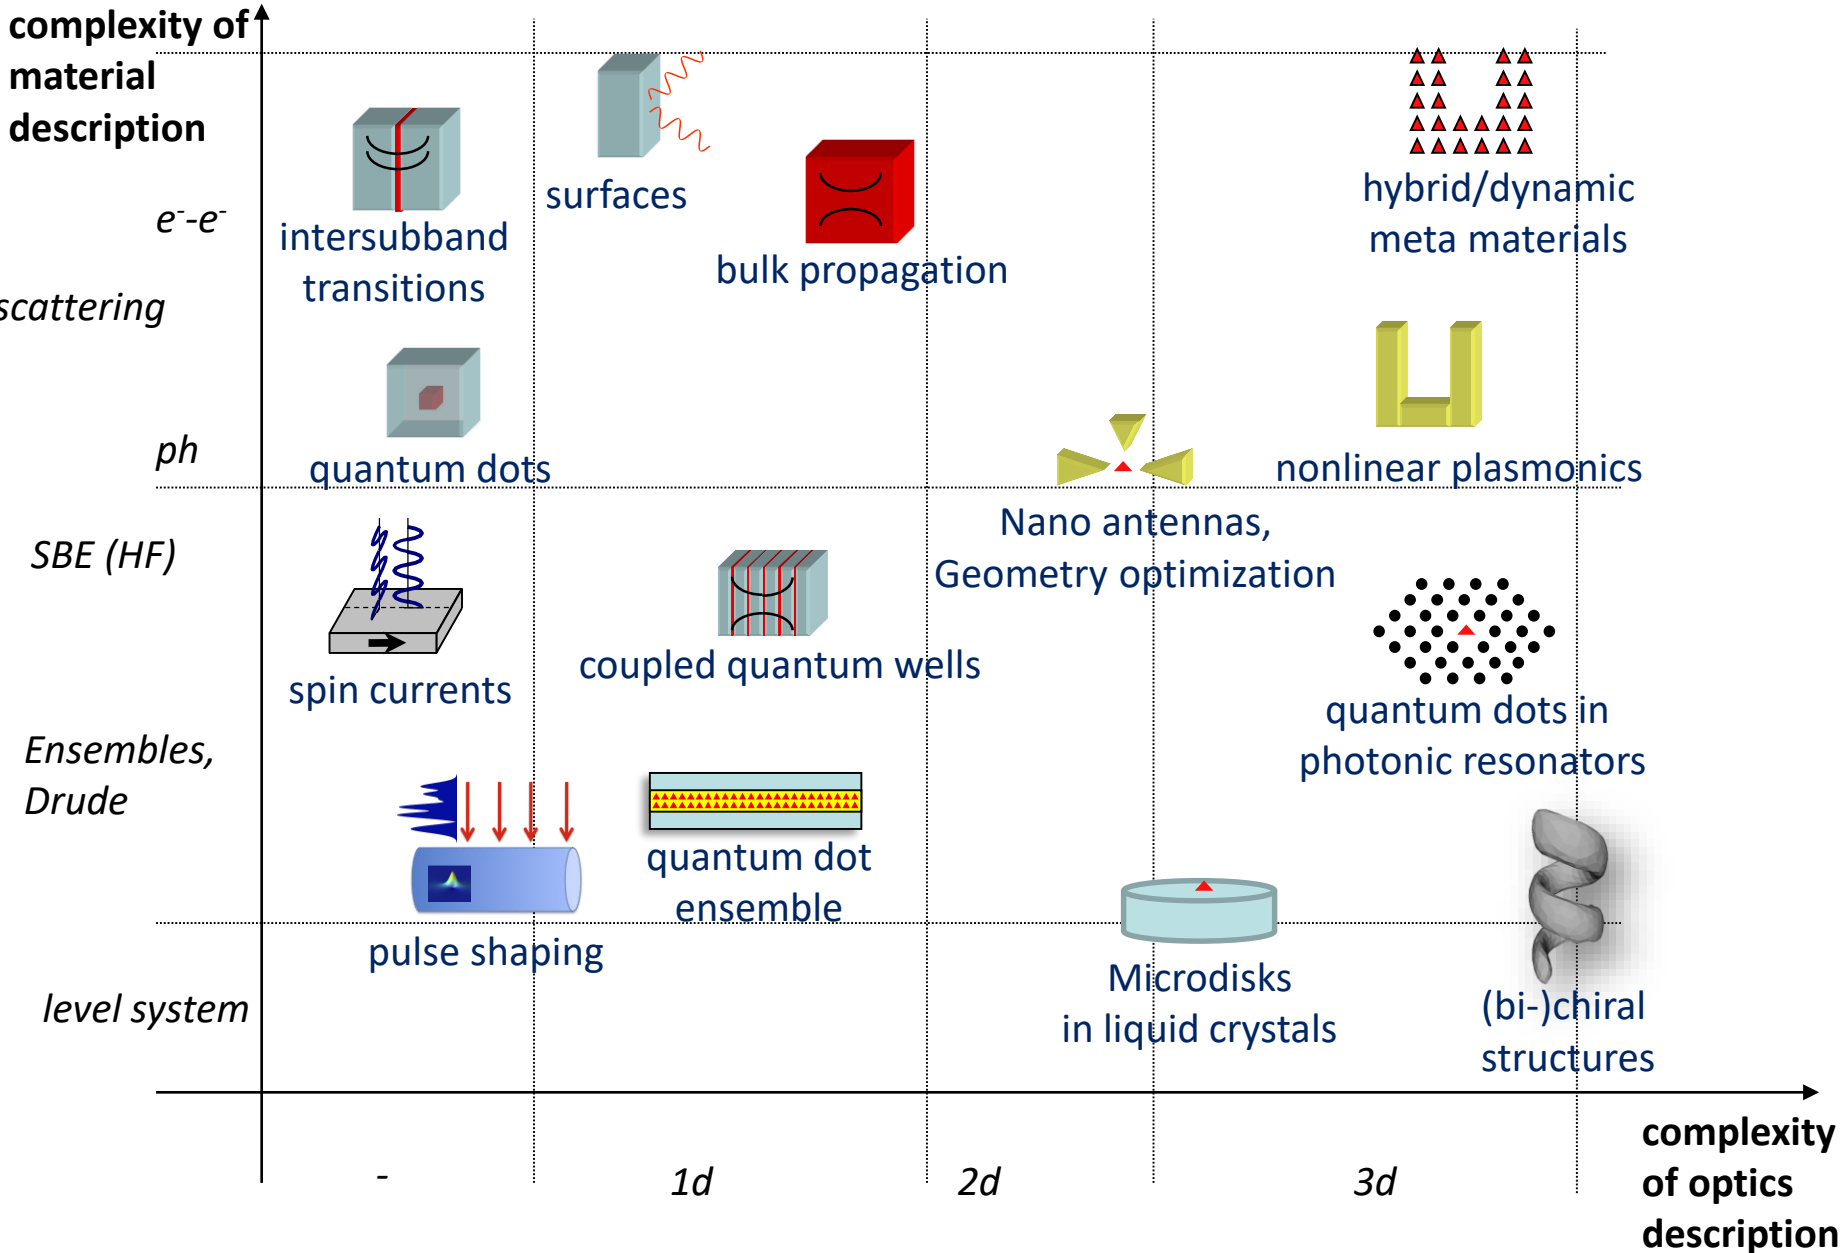 complexity of
material
description
e⁻-e⁻
scattering
ph
SBE (HF)
Ensembles,
Drude
level system
intersubband
transitions
surfaces
bulk propagation
hybrid/dynamic
meta materials
quantum dots
nonlinear plasmonics
Nano antennas,
Geometry optimization
spin currents
coupled quantum wells
quantum dots in
photonic resonators
quantum dot
ensemble
pulse shaping
Microdisks
in liquid crystals
(bi-)chiral
structures
-
1d
2d
3d
complexity
of optics
description